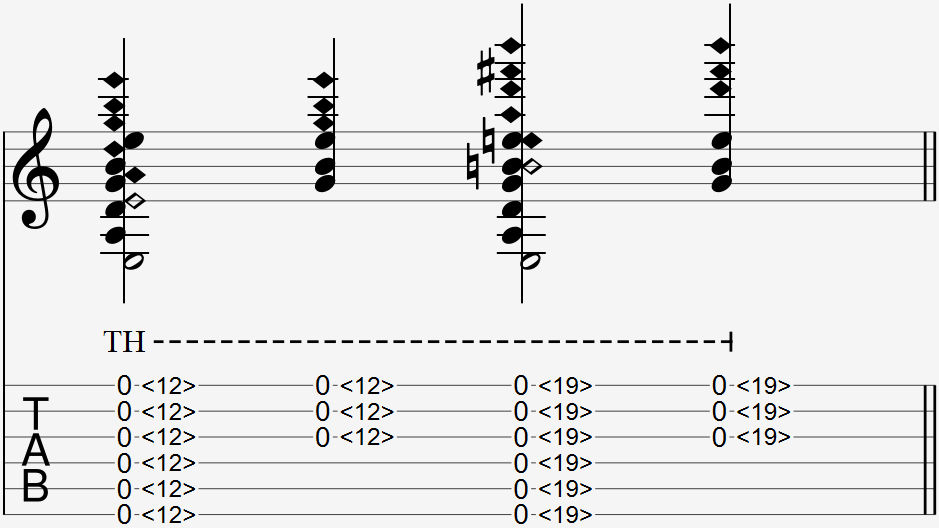 TH
0 <12> 0 <12> 0 <19> 0 <19>
T 0 <12> 0 <12> 0 <19> 0 <19>
0 <12> 0 <12> 0 <19> 0 <19>
A 0 <12> 0 <19>
B 0 <12> 0 <19>
0 <12> 0 <19>